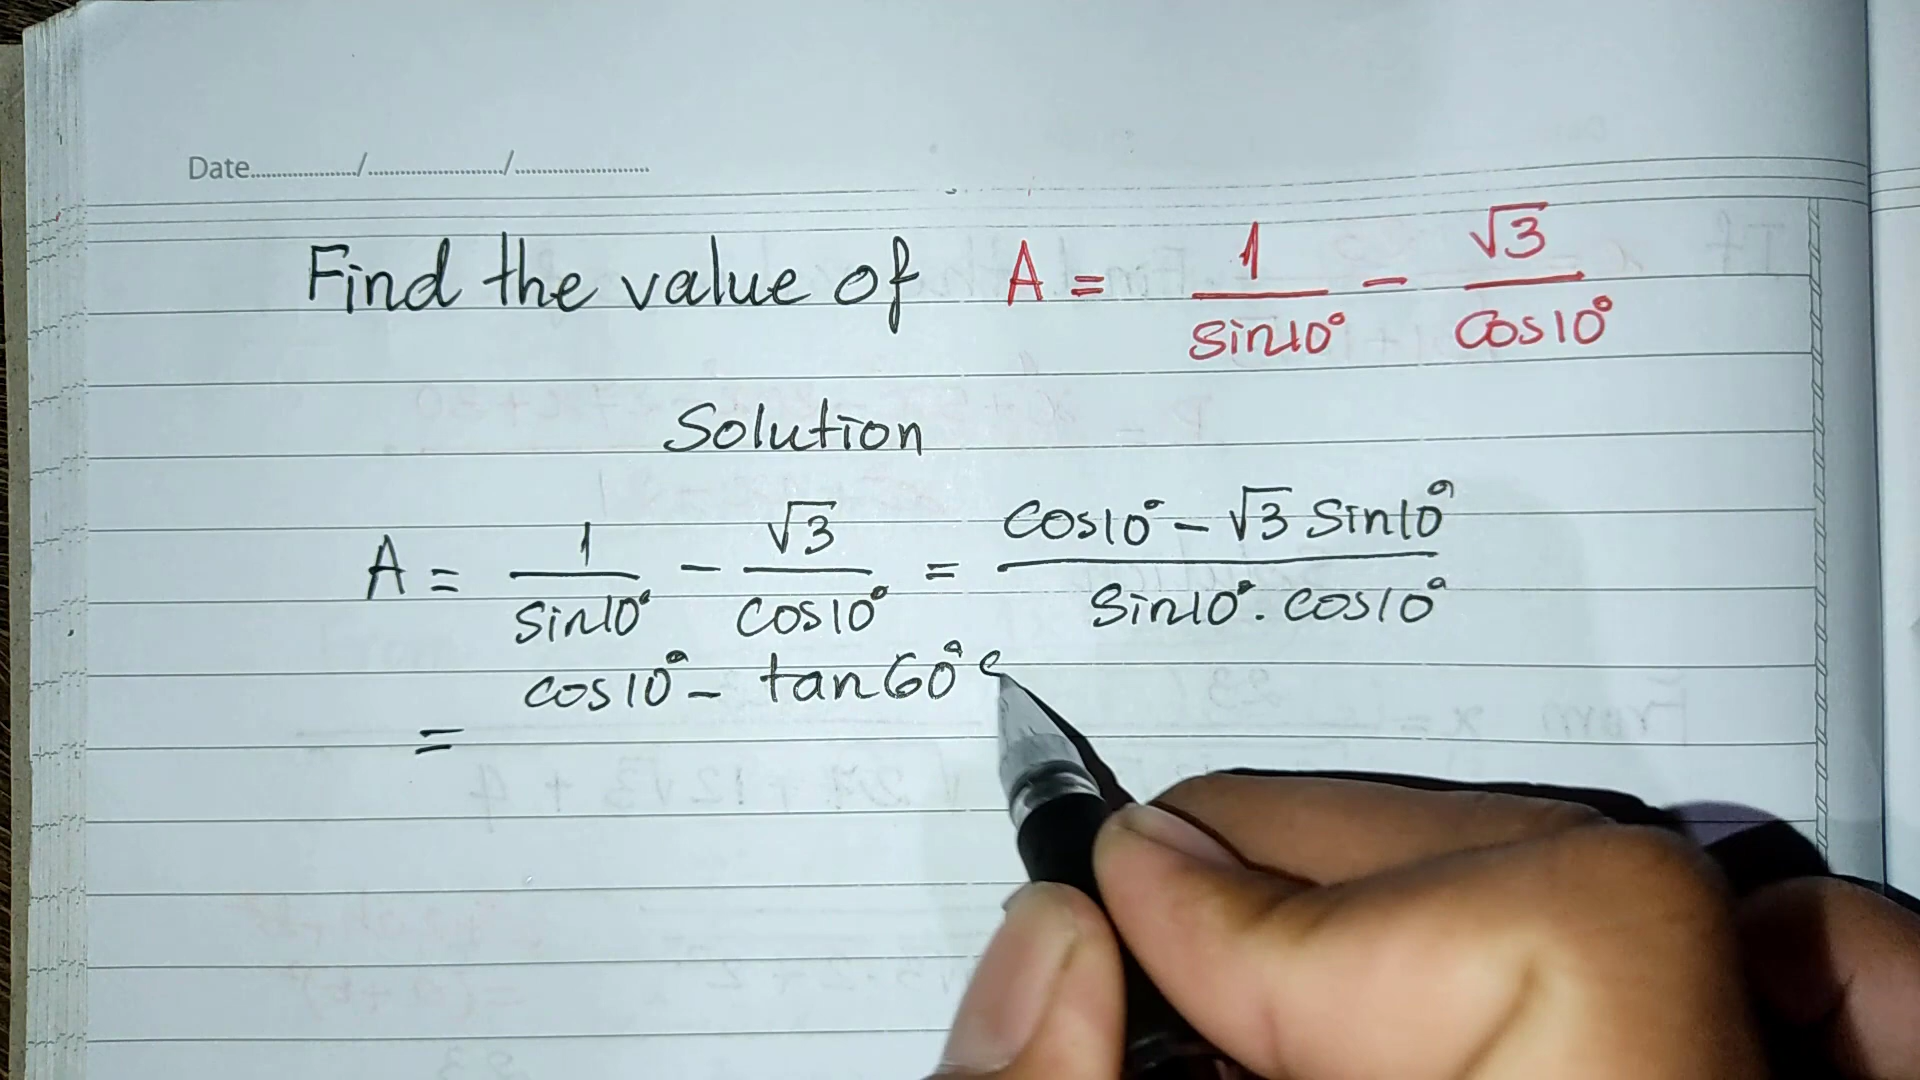 Date..................../........................../..........................
Find the value of A = 1/sin10° - √3/cos10°
Solution
A = 1/sin10° - √3/cos10° = (cos10° - √3 sin10°)/(sin10° . cos10°)
= cos10° - tan60°